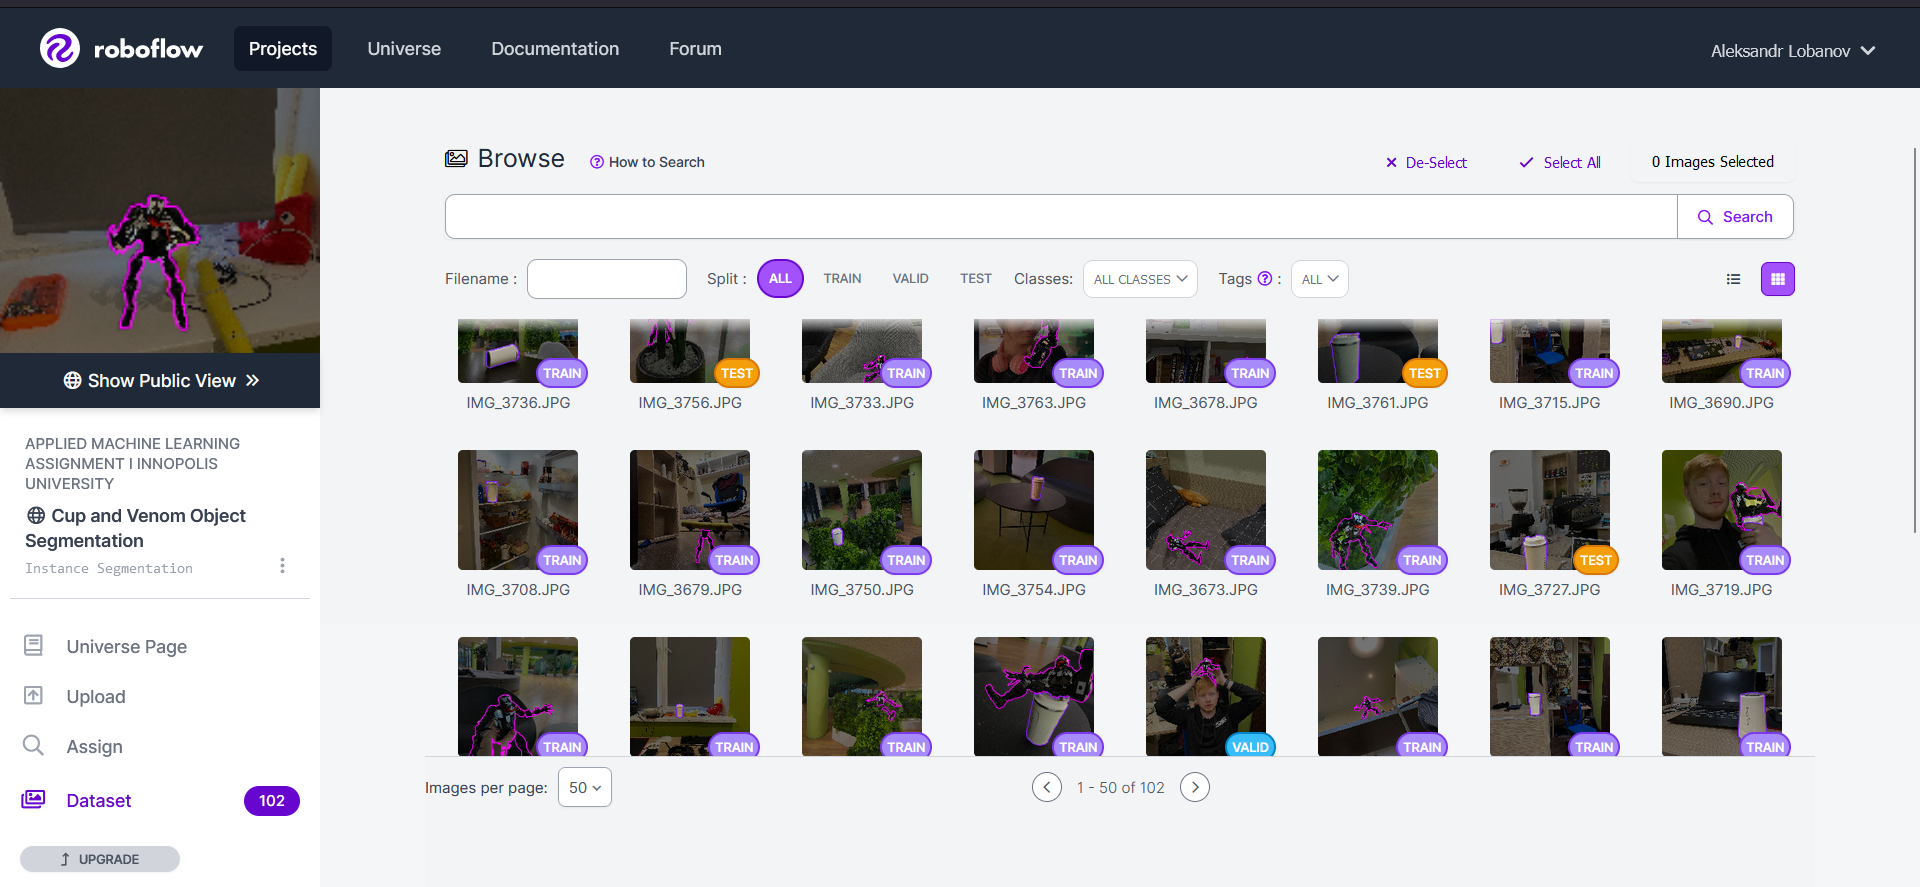 roboflow
Projects
Universe
Documentation
Forum
Aleksandr Lobanov
Show Public View
APPLIED MACHINE LEARNING
ASSIGNMENT I INNOPOLIS
UNIVERSITY
Cup and Venom Object
Segmentation
Instance Segmentation
Universe Page
Upload
Assign
Dataset
102
UPGRADE
Browse
How to Search
De-Select
Select All
0 Images Selected
Search
Filename :
Split :
ALL
TRAIN
VALID
TEST
Classes:
ALL CLASSES
Tags ? :
ALL
TRAIN
TEST
TRAIN
TRAIN
TRAIN
TEST
TRAIN
TRAIN
IMG_3736.JPG
IMG_3756.JPG
IMG_3733.JPG
IMG_3763.JPG
IMG_3678.JPG
IMG_3761.JPG
IMG_3715.JPG
IMG_3690.JPG
TRAIN
TRAIN
TRAIN
TRAIN
TRAIN
TRAIN
TEST
TRAIN
IMG_3708.JPG
IMG_3679.JPG
IMG_3750.JPG
IMG_3754.JPG
IMG_3673.JPG
IMG_3739.JPG
IMG_3727.JPG
IMG_3719.JPG
TRAIN
TRAIN
TRAIN
TRAIN
VALID
TRAIN
TRAIN
TRAIN
Images per page:
50
1 - 50 of 102